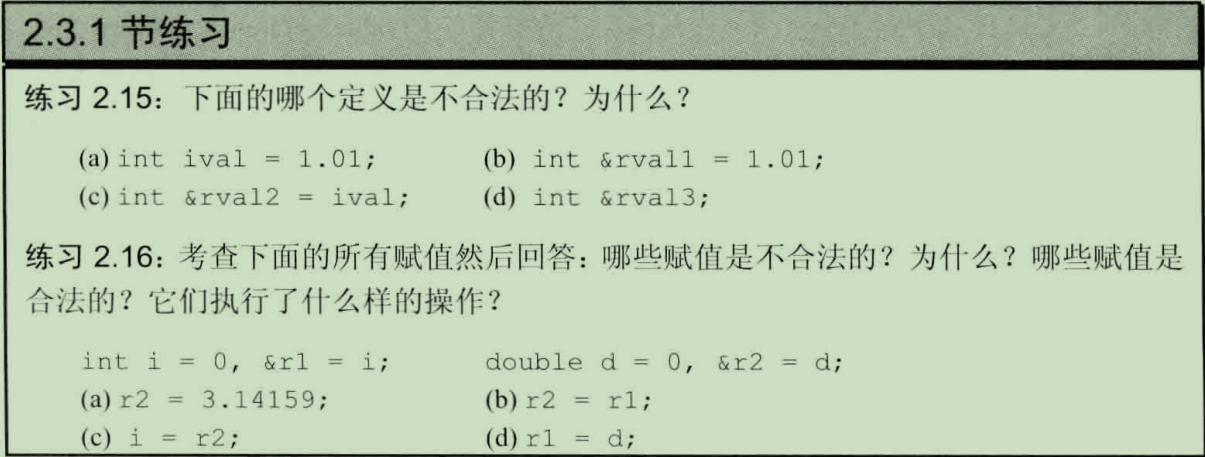 2.3.1 节练习
练习 2.15：下面的哪个定义是不合法的？为什么？
(a) int ival = 1.01; (b) int &rval1 = 1.01;
(c) int &rval2 = ival; (d) int &rval3;
练习 2.16：考查下面的所有赋值然后回答：哪些赋值是不合法的？为什么？哪些赋值是
合法的？它们执行了什么样的操作？
int i = 0, &r1 = i; double d = 0, &r2 = d;
(a) r2 = 3.14159; (b) r2 = r1;
(c) i = r2; (d) r1 = d;